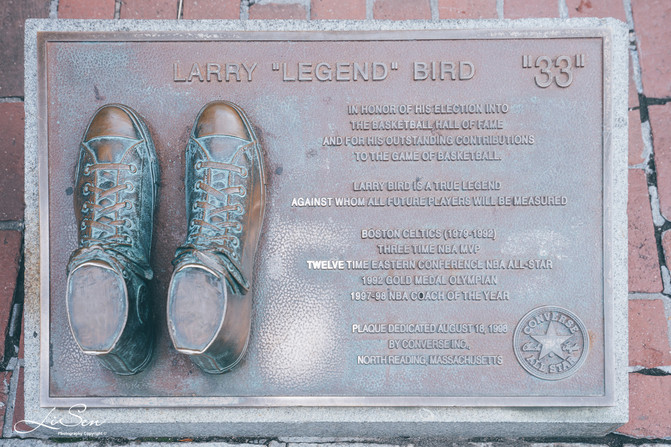 LARRY "LEGEND" BIRD "33"
IN HONOR OF HIS ELECTION INTO
THE BASKETBALL HALL OF FAME
AND FOR HIS OUTSTANDING CONTRIBUTIONS
TO THE GAME OF BASKETBALL.
LARRY BIRD IS A TRUE LEGEND
AGAINST WHOM ALL FUTURE PLAYERS WILL BE MEASURED
BOSTON CELTICS (1979-1992)
THREE TIME NBA MVP
TWELVE TIME EASTERN CONFERENCE NBA ALL-STAR
1992 GOLD MEDAL OLYMPIAN
1997-98 NBA COACH OF THE YEAR
PLAQUE DEDICATED AUGUST 16, 1998
BY CONVERSE INC.
NORTH READING, MASSACHUSETTS
CONVERSE
ALL STAR
Photography Copyright ©